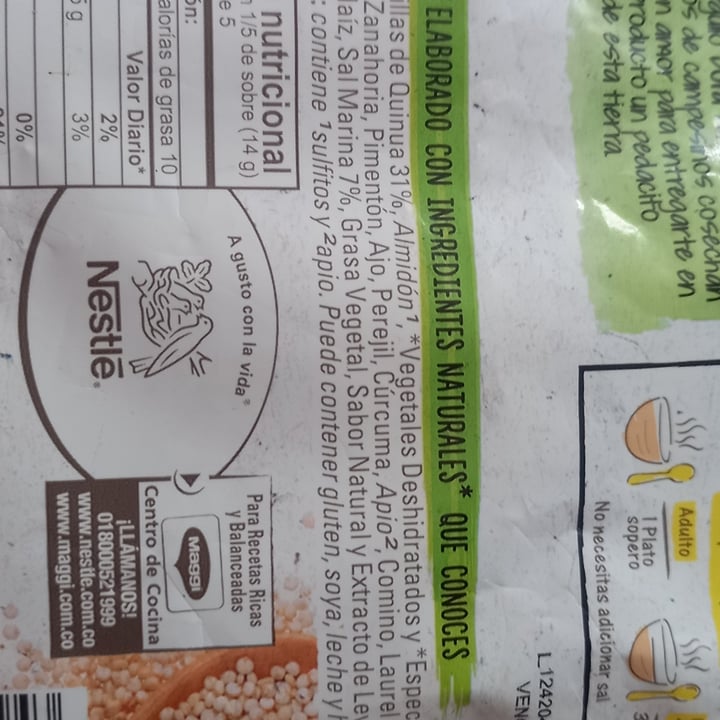 s de campesinos cosechan
n amor para entregarte en
roducto un pedacito
de esta tierra
Adulto
1 Plato
sopero
No necesitas adicionar sal
L 12420
VEN
ELABORADO CON INGREDIENTES NATURALES* QUE CONOCES
illas de Quinua 31%, Almidón¹, *Vegetales Deshidratados y *Espec
Zanahoria, Pimentón, Ajo, Perejil, Cúrcuma, Apio², Comino, Laurel
aíz, Sal Marina 7%, Grasa Vegetal, Sabor Natural y Extracto de Lev
: contiene ¹sulfitos y ²apio. Puede contener gluten, soya, leche y h
nutricional
1/5 de sobre (14 g)
e 5
ón:
alorías de grasa 10
Valor Diario*
2%
g
3%
0%
A gusto con la vida®
Nestlé®
Para Recetas Ricas
y Balanceadas
Maggi
Centro de Cocina
¡LLÁMANOS!
018000521999
www.nestle.com.co
www.maggi.com.co